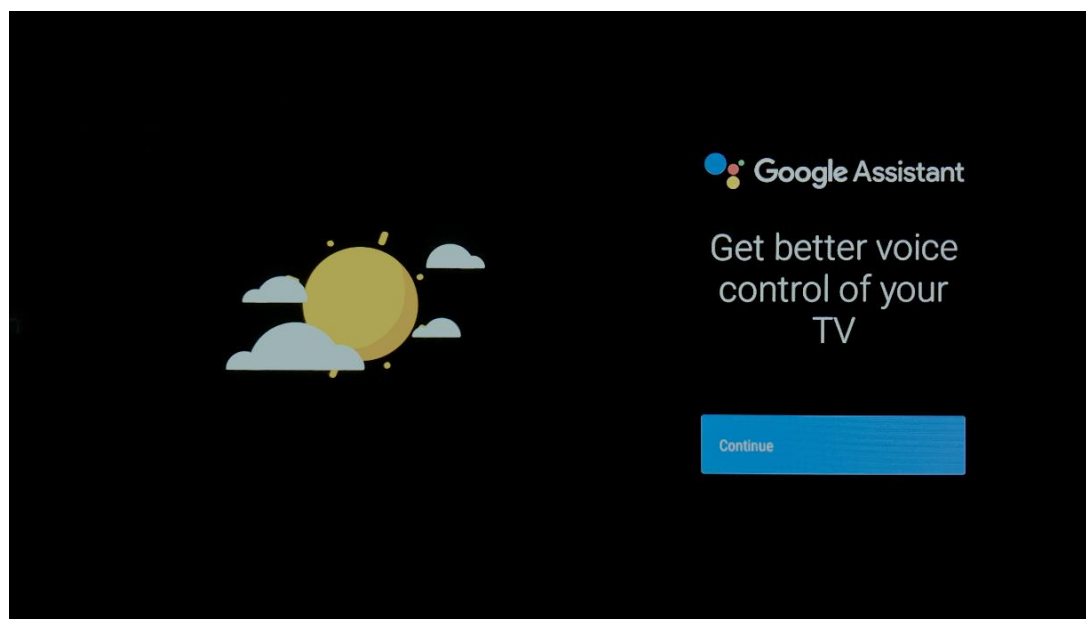 Google Assistant
Get better voice
control of your
TV
Continue